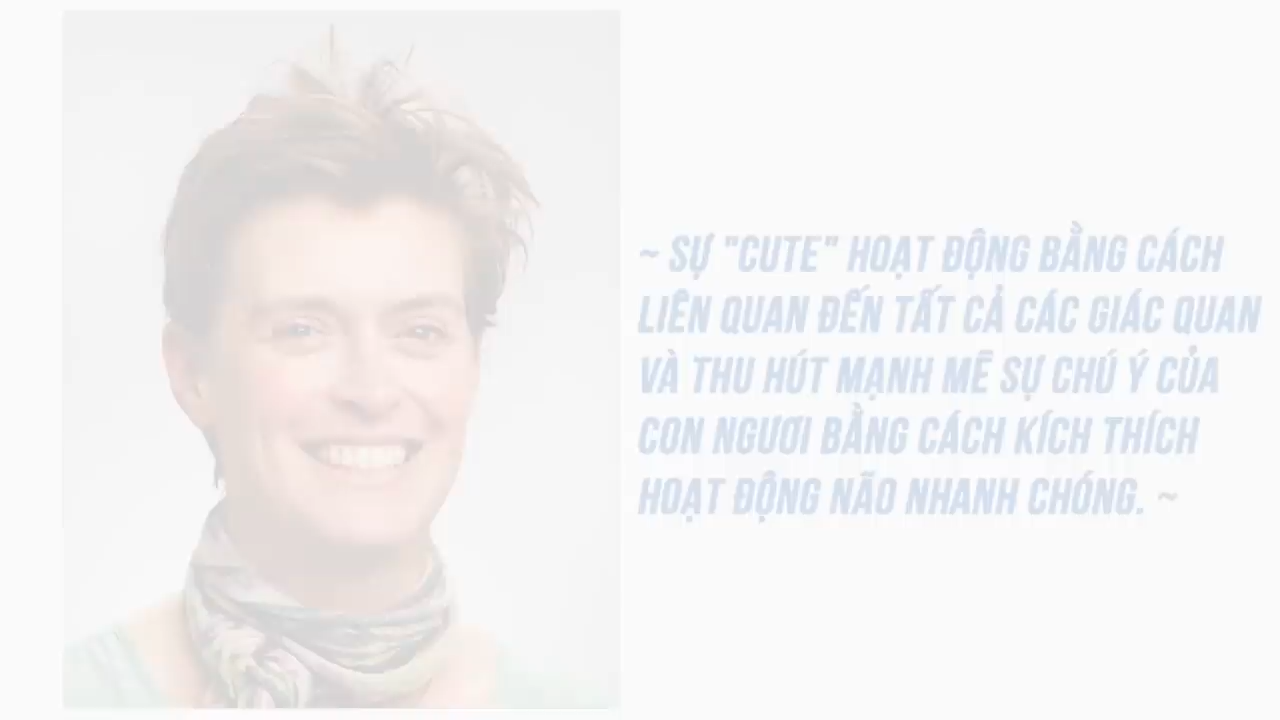 ~ SỰ "CUTE" HOẠT ĐỘNG BẰNG CÁCH
LIÊN QUAN ĐẾN TẤT CẢ CÁC GIÁC QUAN
VÀ THU HÚT MẠNH MẼ SỰ CHÚ Ý CỦA
CON NGƯƠI BẰNG CÁCH KÍCH THÍCH
HOẠT ĐỘNG NÃO NHANH CHÓNG. ~